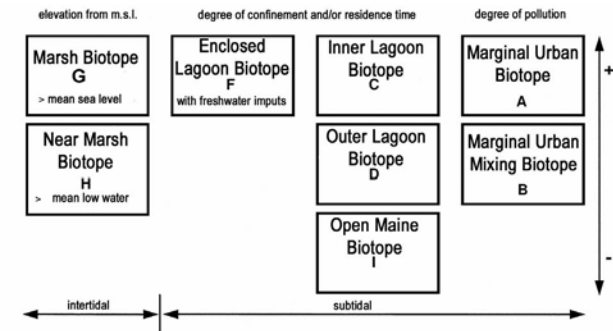 elevation from m.s.l.
degree of confinement and/or residence time
degree of pollution
Marsh Biotope
G
> mean sea level
Enclosed
Lagoon Biotope
F
with freshwater imputs
Inner Lagoon
Biotope
C
Marginal Urban
Biotope
A
+
Near Marsh
Biotope
H
> mean low water
Outer Lagoon
Biotope
D
Marginal Urban
Mixing Biotope
B
Open Maine
Biotope
I
-
intertidal
subtidal